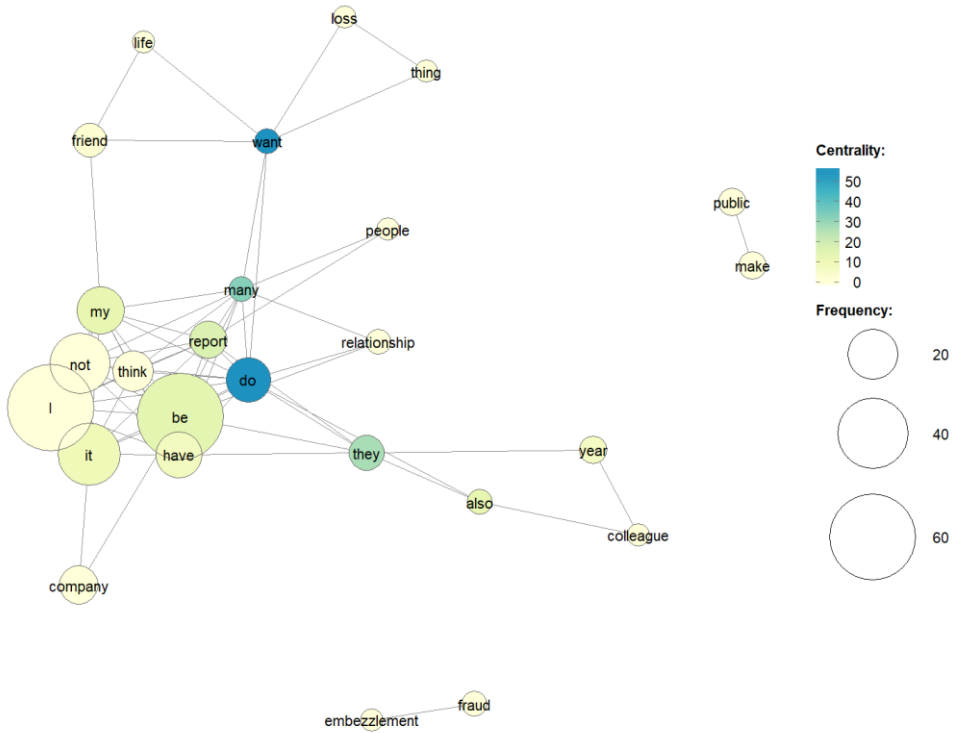 loss
life
thing
friend
want
people
many
my
report
relationship
not
think
do
I
be
it
have
they
year
also
colleague
company
fraud
embezzlement
public
make
Centrality:
50
40
30
20
10
0
Frequency:
20
40
60